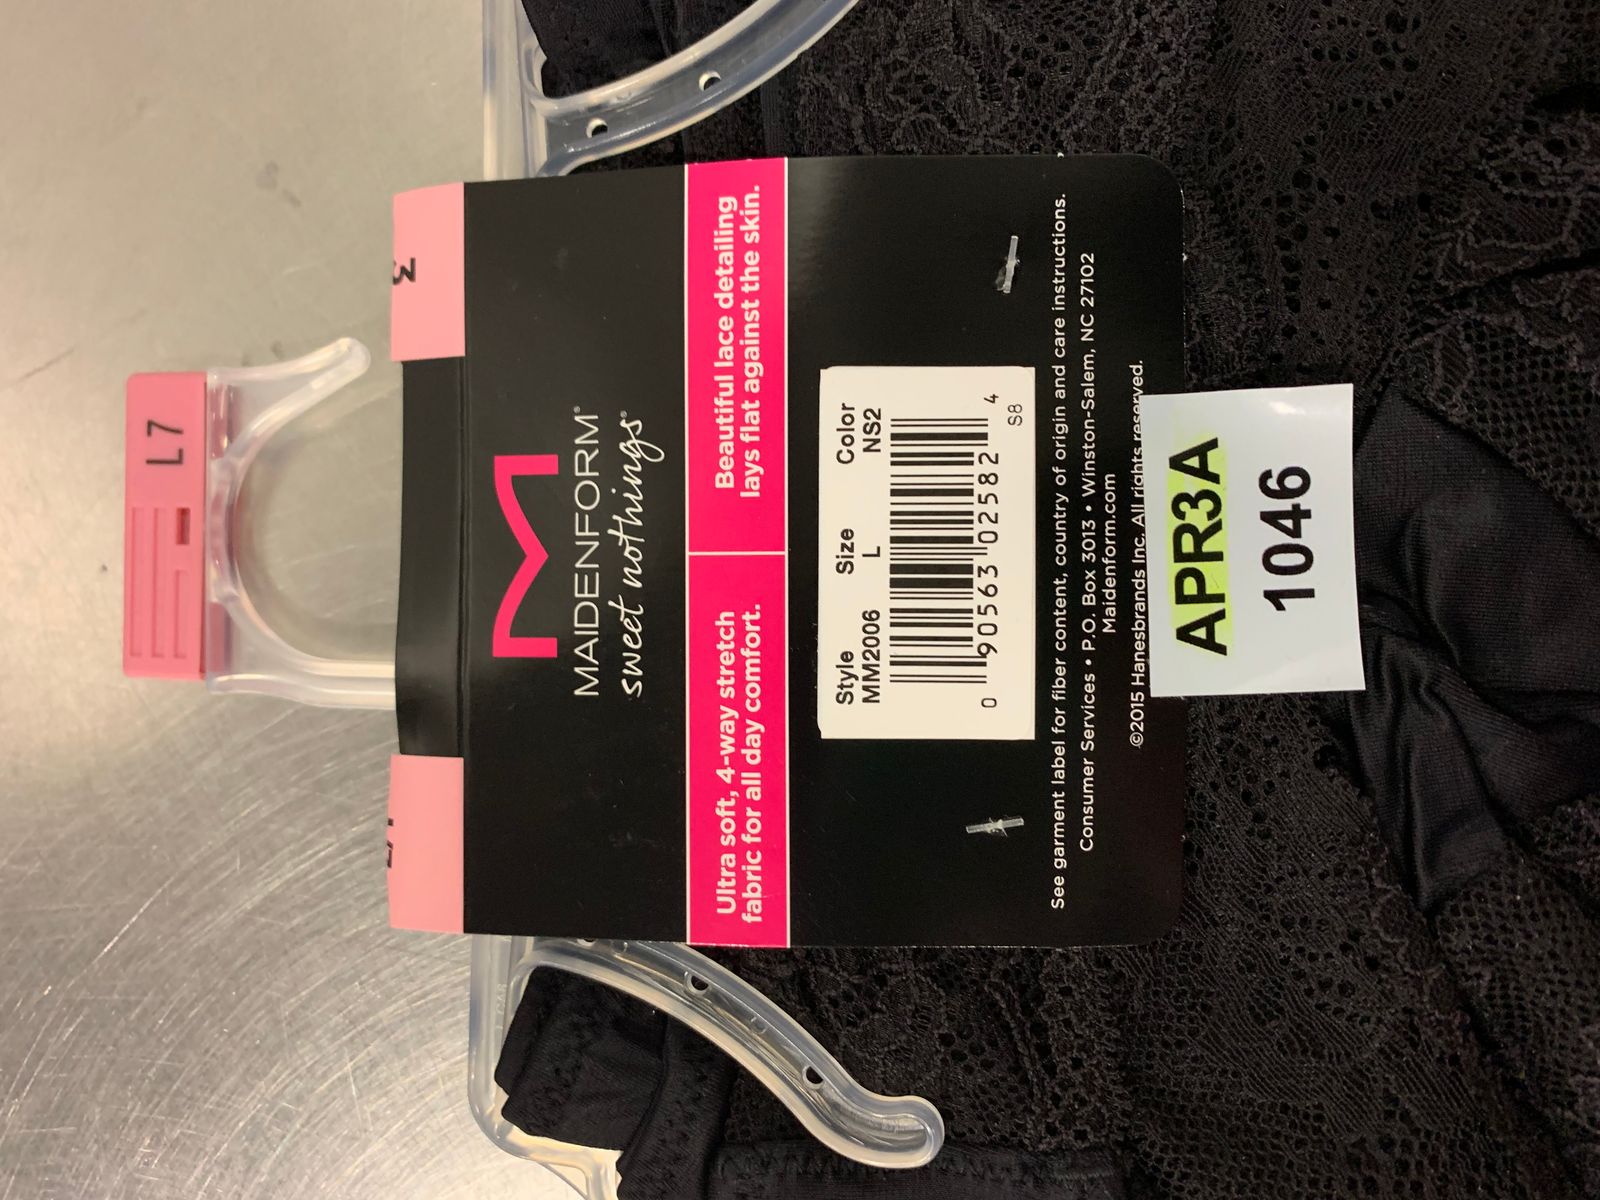 L 7
3
MAIDENFORM®
sweet nothings®
Ultra soft, 4-way stretch
fabric for all day comfort.
Beautiful lace detailing
lays flat against the skin.
Style Size Color
MM2006 L NS2
0 90563 02582 4
S8
See garment label for fiber content, country of origin and care instructions.
Consumer Services • P.O. Box 3013 • Winston-Salem, NC 27102
Maidenform.com
©2015 Hanesbrands Inc. All rights reserved.
APR3A
1046